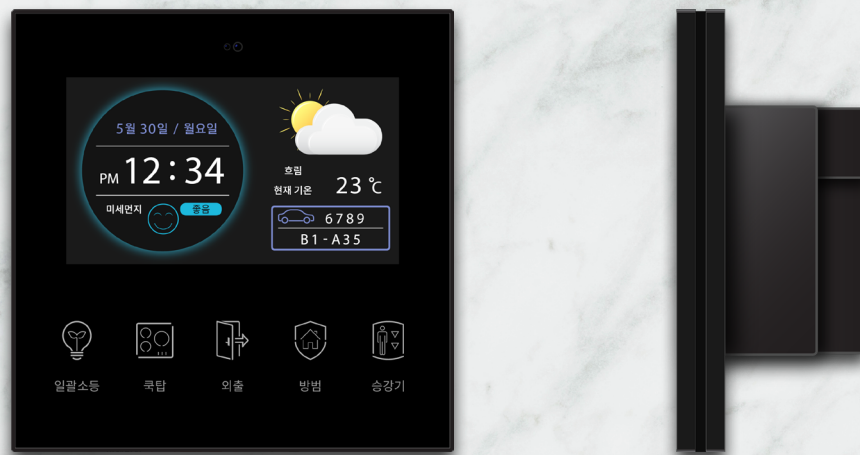 5월 30일 / 월요일
PM 12:34
미세먼지 좋음
흐림
현재 기온 23 ℃
6789
B1-A35
일괄소등 쿡탑 외출 방범 승강기